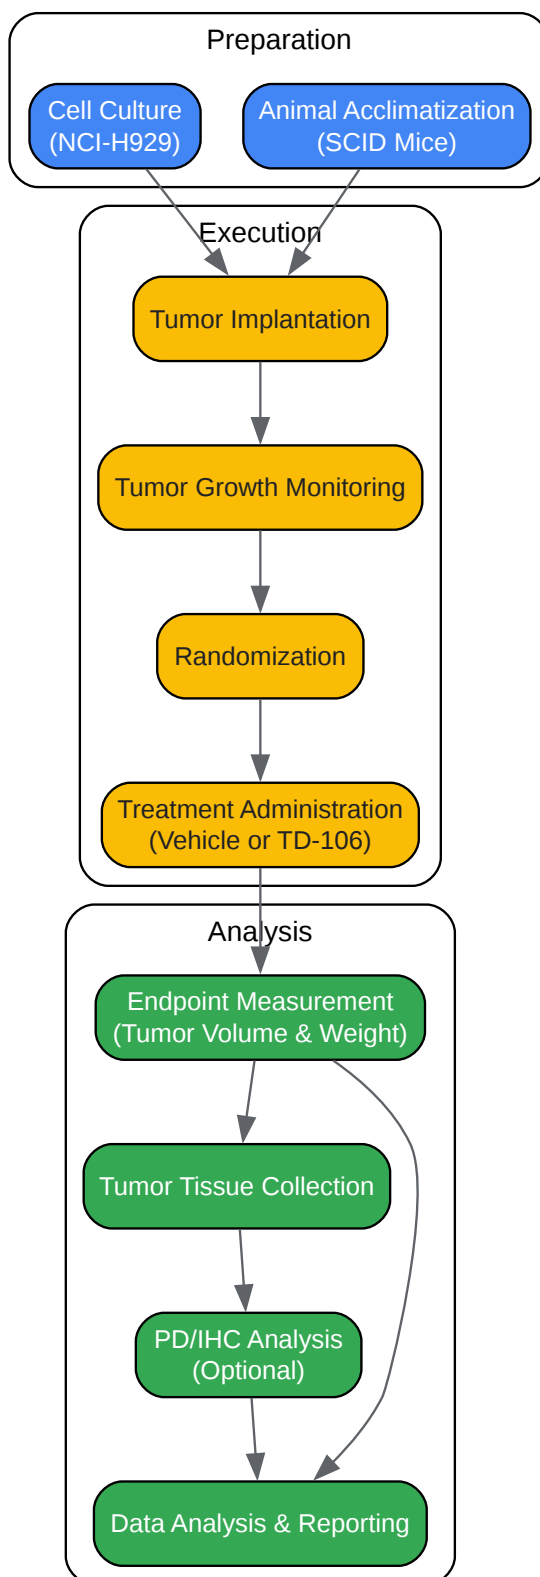 Preparation
Cell Culture
(NCI-H929)
Animal Acclimatization
(SCID Mice)
Execution
Tumor Implantation
Tumor Growth Monitoring
Randomization
Treatment Administration
(Vehicle or TD-106)
Analysis
Endpoint Measurement
(Tumor Volume & Weight)
Tumor Tissue Collection
PD/IHC Analysis
(Optional)
Data Analysis & Reporting